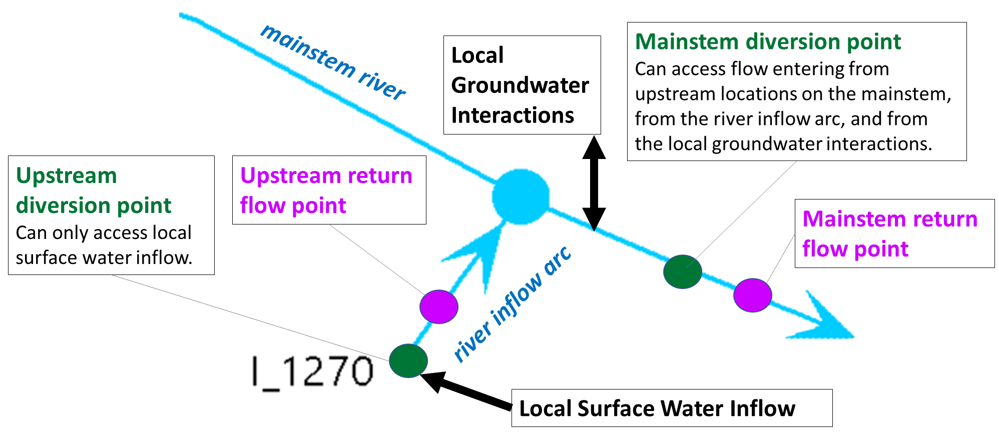 mainstem river
Local
Groundwater
Interactions
Mainstem diversion point
Can access flow entering from
upstream locations on the mainstem,
from the river inflow arc, and from
the local groundwater interactions.
Upstream
diversion point
Can only access local
surface water inflow.
Upstream return
flow point
Mainstem return
flow point
river inflow arc
I_1270
Local Surface Water Inflow